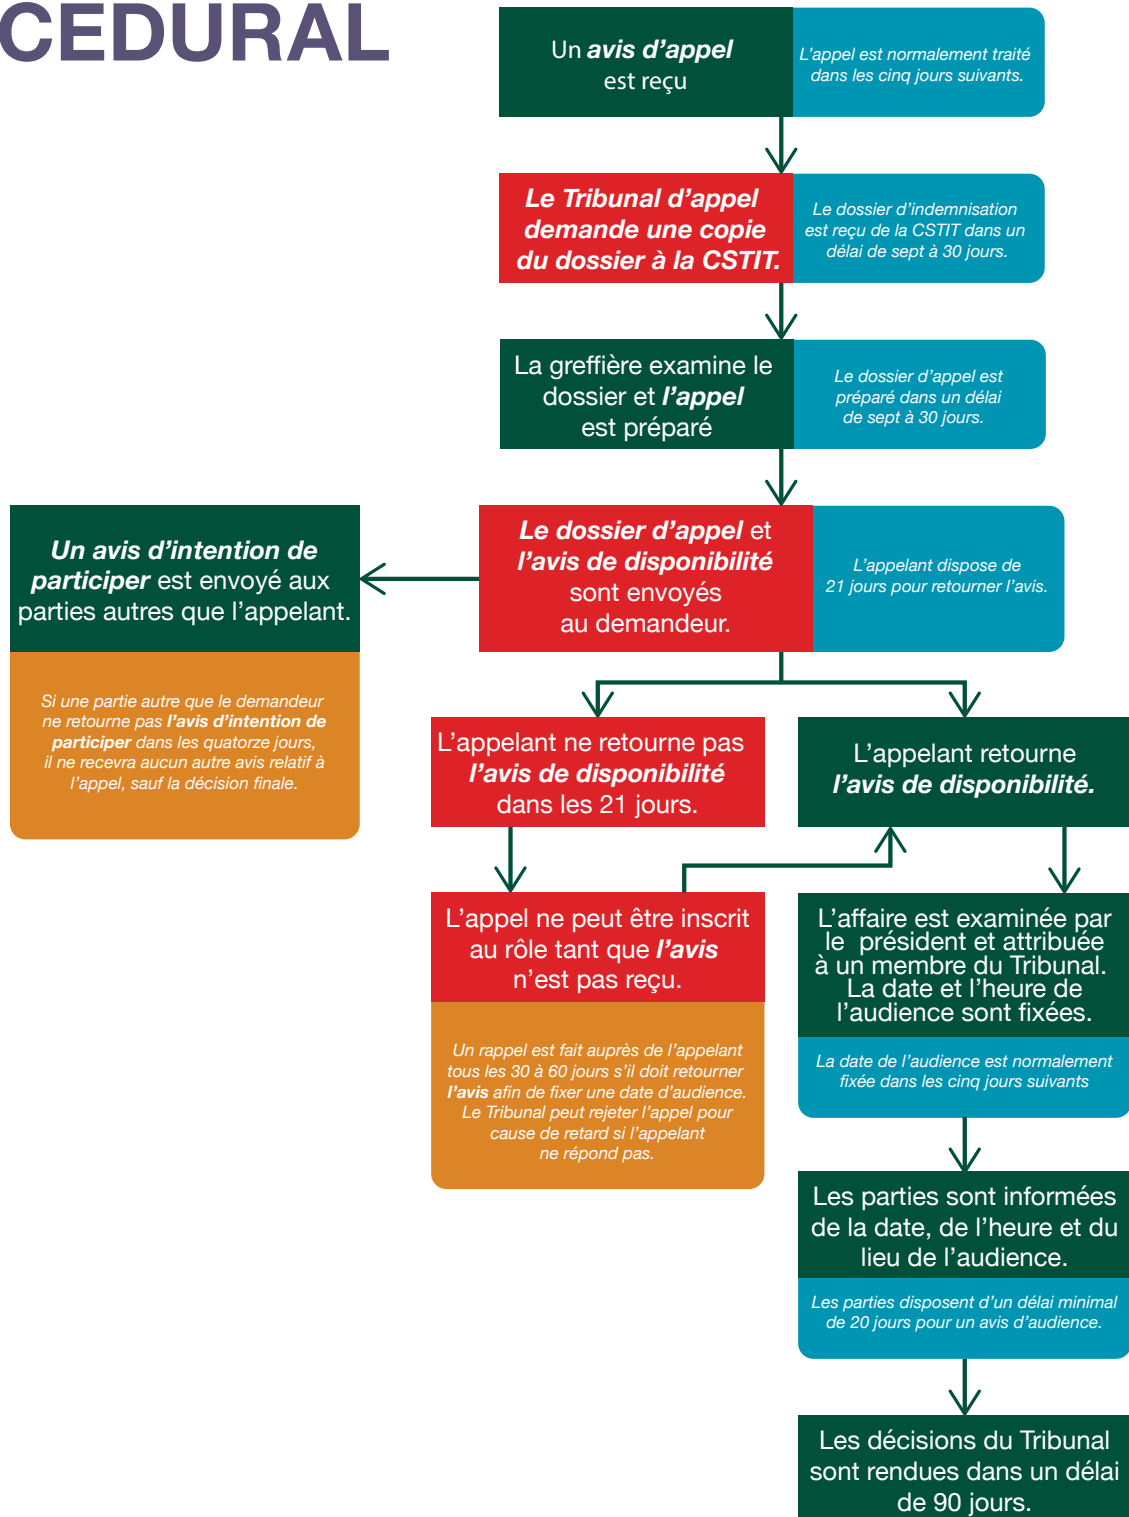 CEDURAL
Un avis d’appel
est reçu
L’appel est normalement traité
dans les cinq jours suivants.
Le Tribunal d’appel
demande une copie
du dossier à la CSTIT.
Le dossier d’indemnisation
est reçu de la CSTIT dans un
délai de sept à 30 jours.
La greffière examine le
dossier et l’appel
est préparé
Le dossier d’appel est
préparé dans un délai
de sept à 30 jours.
Un avis d’intention de
participer est envoyé aux
parties autres que l’appelant.
Si une partie autre que le demandeur
ne retourne pas l’avis d’intention de
participer dans les quatorze jours,
il ne recevra aucun autre avis relatif à
l’appel, sauf la décision finale.
Le dossier d’appel et
l’avis de disponibilité
sont envoyés
au demandeur.
L’appelant dispose de
21 jours pour retourner l’avis.
L’appelant ne retourne pas
l’avis de disponibilité
dans les 21 jours.
L’appelant retourne
l’avis de disponibilité.
L’appel ne peut être inscrit
au rôle tant que l’avis
n’est pas reçu.
Un rappel est fait auprès de l’appelant
tous les 30 à 60 jours s’il doit retourner
l’avis afin de fixer une date d’audience.
Le Tribunal peut rejeter l’appel pour
cause de retard si l’appelant
ne répond pas.
L’affaire est examinée par
le président et attribuée
à un membre du Tribunal.
La date et l’heure de
l’audience sont fixées.
La date de l’audience est normalement
fixée dans les cinq jours suivants
Les parties sont informées
de la date, de l’heure et du
lieu de l’audience.
Les parties disposent d’un délai minimal
de 20 jours pour un avis d’audience.
Les décisions du Tribunal
sont rendues dans un délai
de 90 jours.